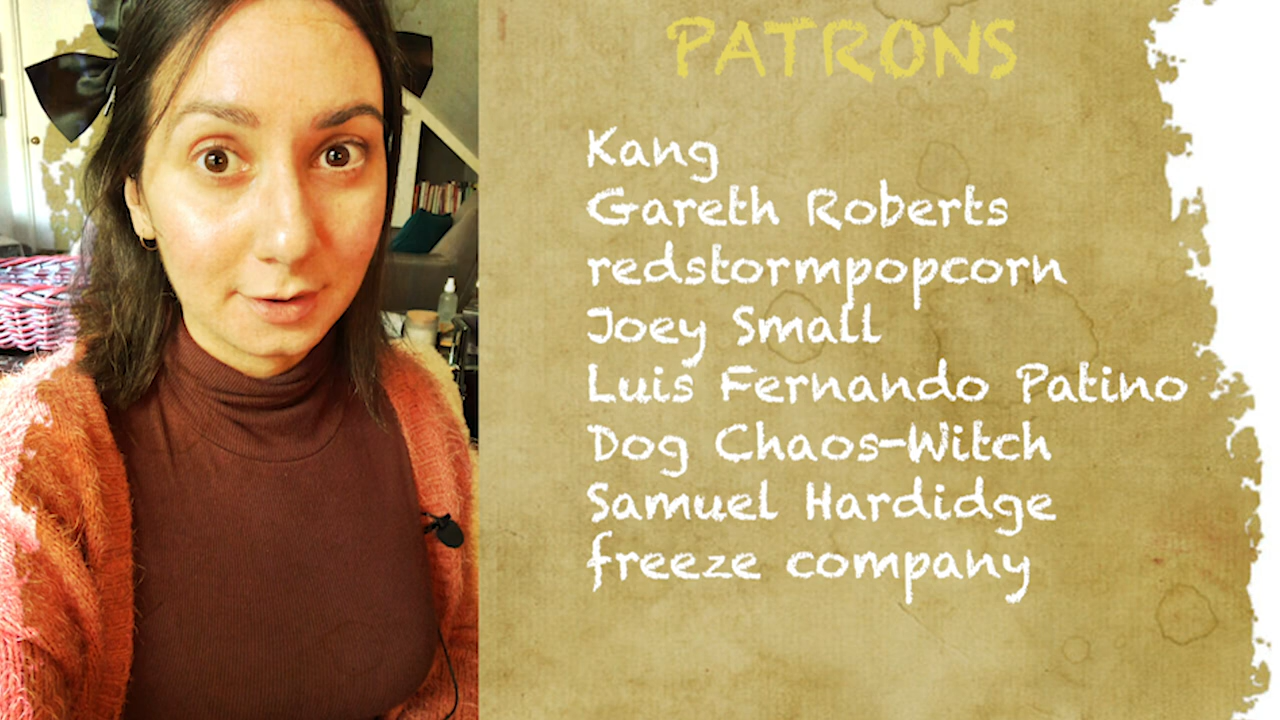 PATRONS
Kang
Gareth Roberts
redstormpopcorn
Joey Small
Luis Fernando Patino
Dog Chaos-Witch
Samuel Hardidge
freeze company